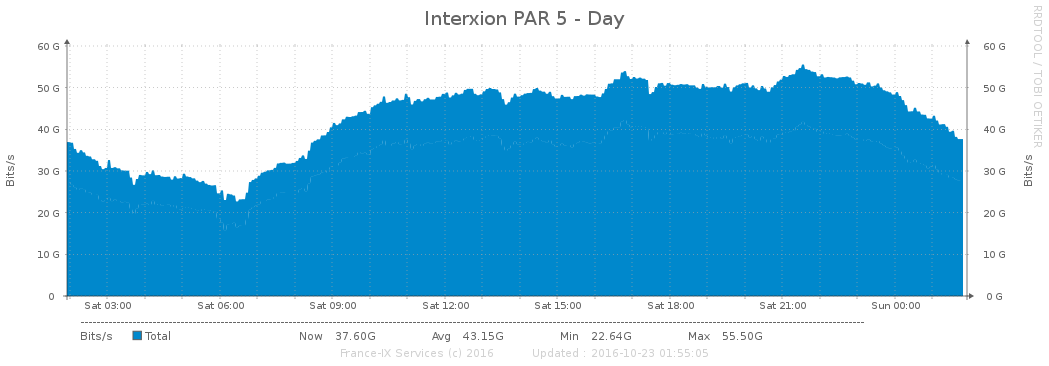 Interxion PAR 5 - Day
RRDTOOL / TOBI OETIKER
Bits/s
60 G
50 G
40 G
30 G
20 G
10 G
0
60 G
50 G
40 G
30 G
20 G
10 G
0 G
Bits/s
Sat 03:00 Sat 06:00 Sat 09:00 Sat 12:00 Sat 15:00 Sat 18:00 Sat 21:00 Sun 00:00
Bits/s Total Now 37.60G Avg 43.15G Min 22.64G Max 55.50G
France-IX Services (c) 2016 Updated : 2016-10-23 01:55:05